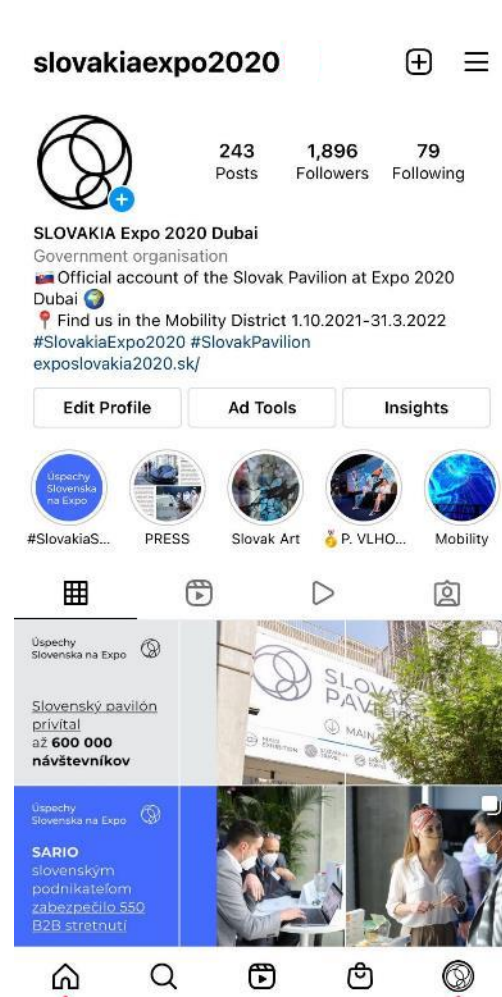 slovakiaexpo2020
243 1,896 79
Posts Followers Following
SLOVAKIA Expo 2020 Dubai
Government organisation
🇸🇰 Official account of the Slovak Pavilion at Expo 2020
Dubai 🌍
📍 Find us in the Mobility District 1.10.2021-31.3.2022
#SlovakiaExpo2020 #SlovakPavilion
exposlovakia2020.sk/
Edit Profile Ad Tools Insights
Úspechy
Slovenska
na Expo
#SlovakiaS... PRESS Slovak Art 🥇 P. VLHO... Mobility
Úspechy
Slovenska na Expo
Slovenský pavilón
privítal
až 600 000
návštevníkov
SLOVAK
MAIN
Úspechy
Slovenska na Expo
SARIO
slovenským
podnikateľom
zabezpečilo 550
B2B stretnutí